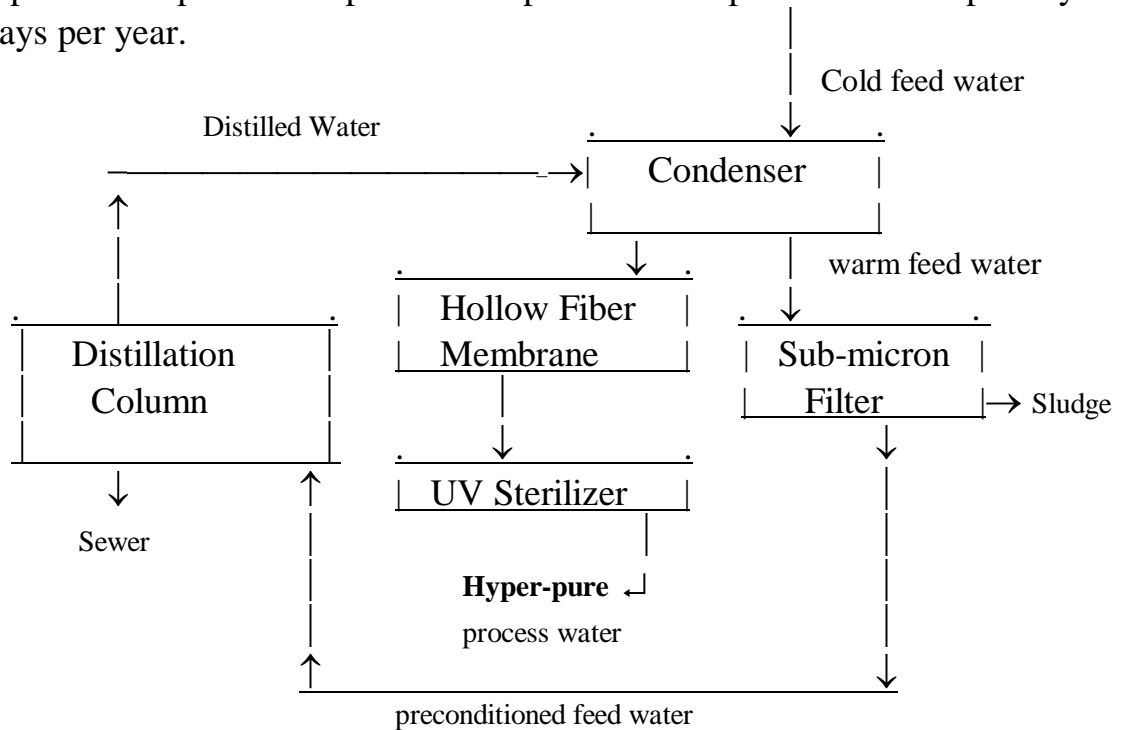 ays per year.
Cold feed water
Distilled Water
Condenser
warm feed water
Hollow Fiber
Membrane
Distillation
Column
Sub-micron
Filter
Sludge
UV Sterilizer
Sewer
Hyper-pure
process water
preconditioned feed water